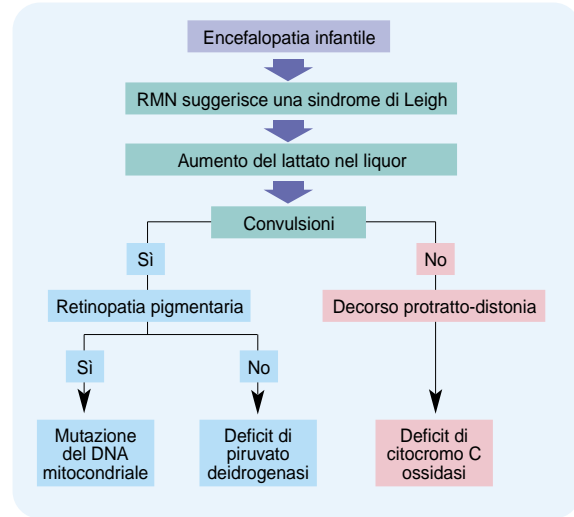 Encefalopatia infantile
RMN suggerisce una sindrome di Leigh
Aumento del lattato nel liquor
Convulsioni
Sì
No
Retinopatia pigmentaria
Decorso protratto-distonia
Sì
No
Mutazione
del DNA
mitocondriale
Deficit di
piruvato
deidrogenasi
Deficit di
citocromo C
ossidasi